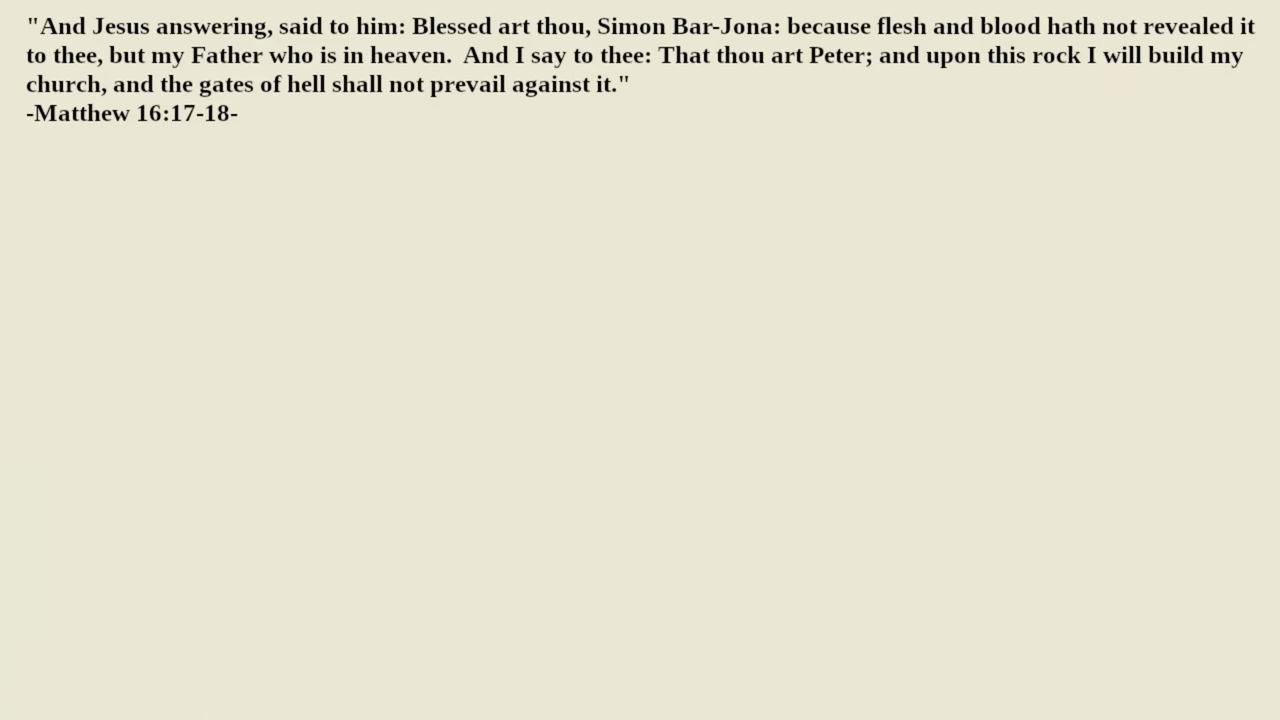 "And Jesus answering, said to him: Blessed art thou, Simon Bar-Jona: because flesh and blood hath not revealed it
to thee, but my Father who is in heaven.  And I say to thee: That thou art Peter; and upon this rock I will build my
church, and the gates of hell shall not prevail against it."
-Matthew 16:17-18-